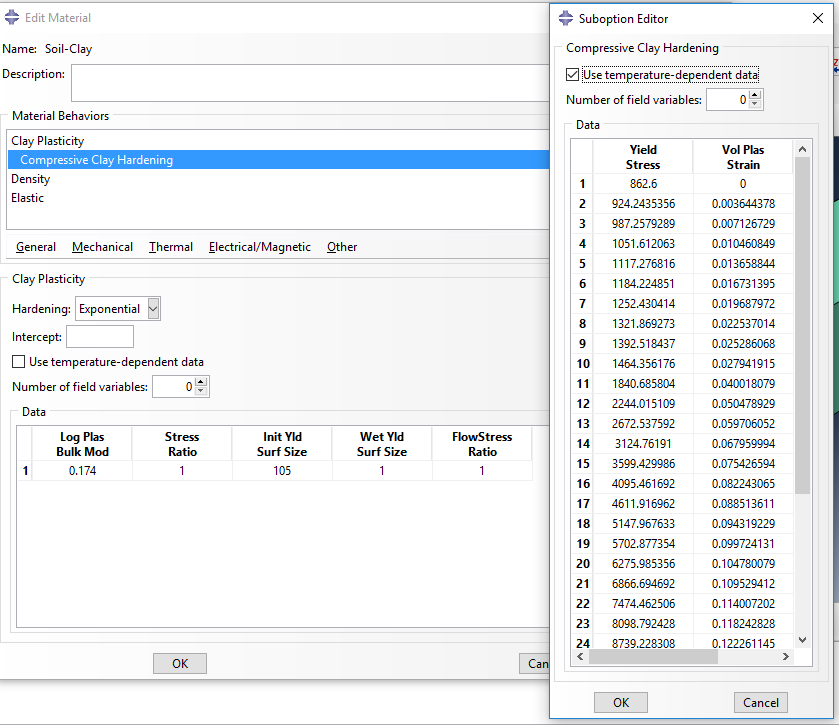 Edit Material
Name: Soil-Clay
Description:
Material Behaviors
Clay Plasticity
Compressive Clay Hardening
Density
Elastic
General Mechanical Thermal Electrical/Magnetic Other
Clay Plasticity
Hardening: Exponential
Intercept:
Use temperature-dependent data
Number of field variables: 0
Data
Log Plas Stress Init Yld Wet Yld FlowStress
Bulk Mod Ratio Surf Size Surf Size Ratio
1 0.174 1 105 1 1
OK Can
Suboption Editor
Compressive Clay Hardening
Use temperature-dependent data
Number of field variables: 0
Data
Yield Vol Plas
Stress Strain
1 862.6 0
2 924.2435356 0.003644378
3 987.2579289 0.007126729
4 1051.612063 0.010460849
5 1117.276816 0.013658844
6 1184.224851 0.016731395
7 1252.430414 0.019687972
8 1321.869273 0.022537014
9 1392.518437 0.025286068
10 1464.356176 0.027941915
11 1840.685804 0.040018079
12 2244.015109 0.050478929
13 2672.537592 0.059706052
14 3124.76191 0.067959994
15 3599.429986 0.075426594
16 4095.461692 0.082243065
17 4611.916962 0.088513611
18 5147.967633 0.094319229
19 5702.877354 0.099724131
20 6275.985356 0.104780079
21 6866.694692 0.109529412
22 7474.462506 0.114007202
23 8098.792428 0.118242828
24 8739.228308 0.122261145
OK Cancel